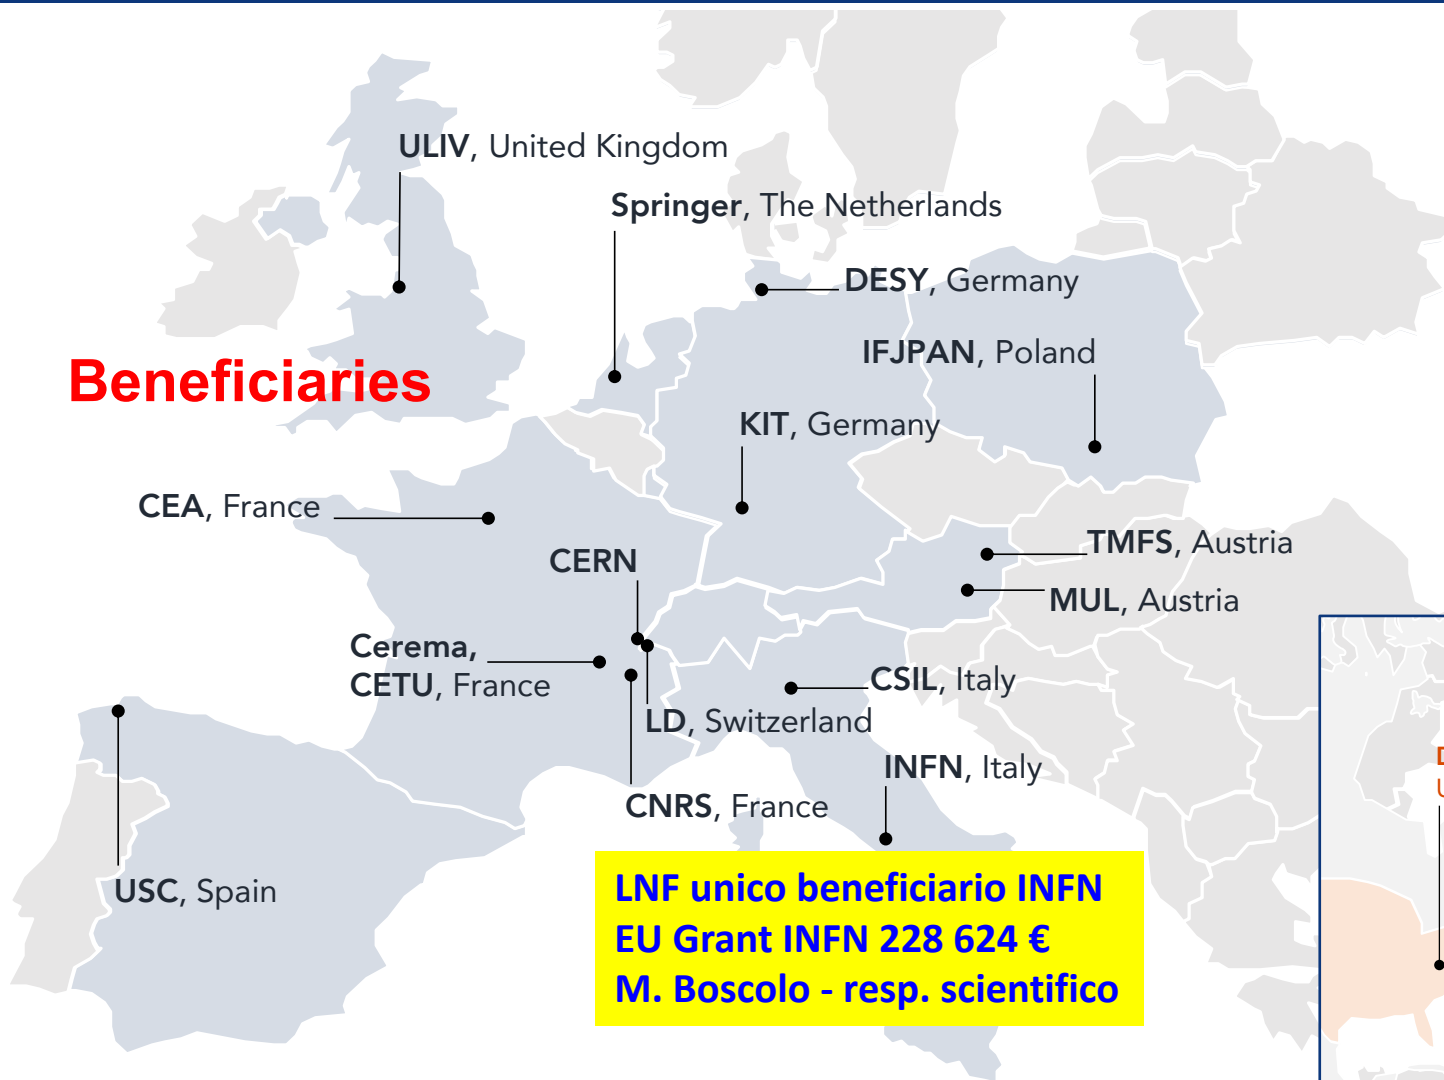 ULIV, United Kingdom
Springer, The Netherlands
DESY, Germany
IFJPAN, Poland
Beneficiaries
KIT, Germany
CEA, France
TMFS, Austria
CERN
MUL, Austria
Cerema,
CETU, France
CSIL, Italy
LD, Switzerland
INFN, Italy
CNRS, France
USC, Spain
LNF unico beneficiario INFN
EU Grant INFN 228 624 €
M. Boscolo - resp. scientifico